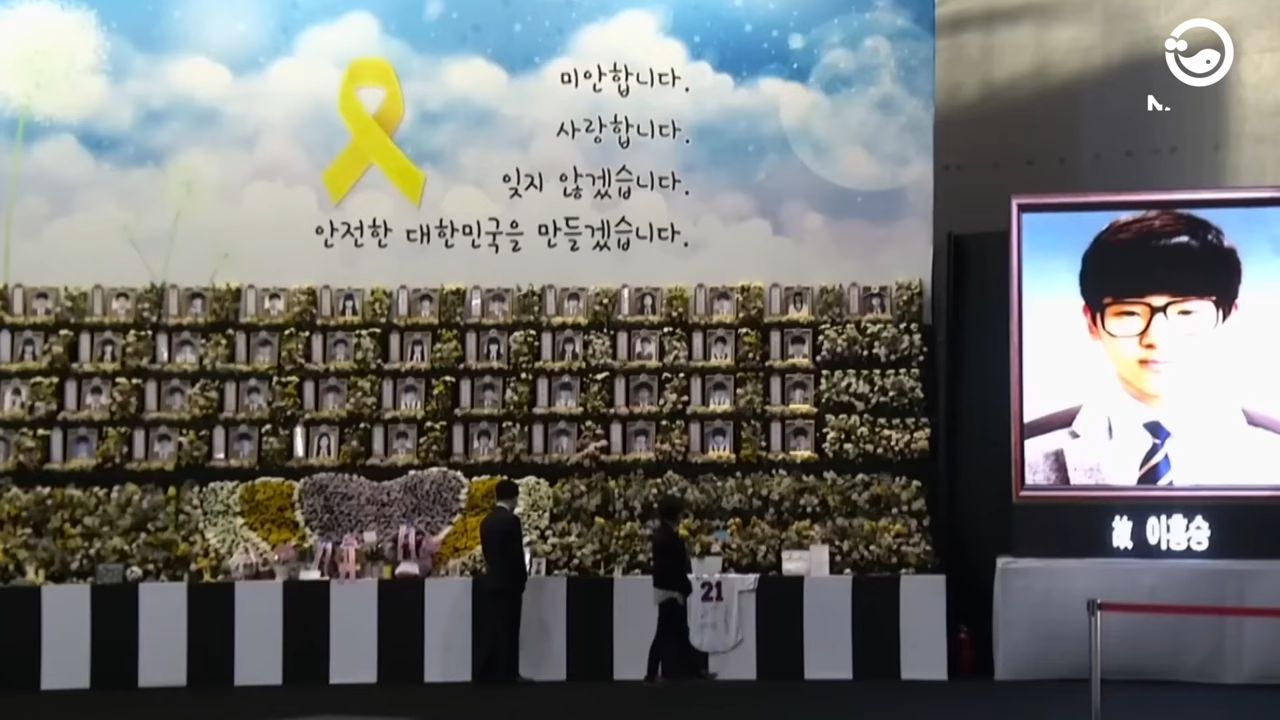 미안합니다.
사랑합니다.
잊지 않겠습니다.
안전한 대한민국을 만들겠습니다.
故 이홍승
21